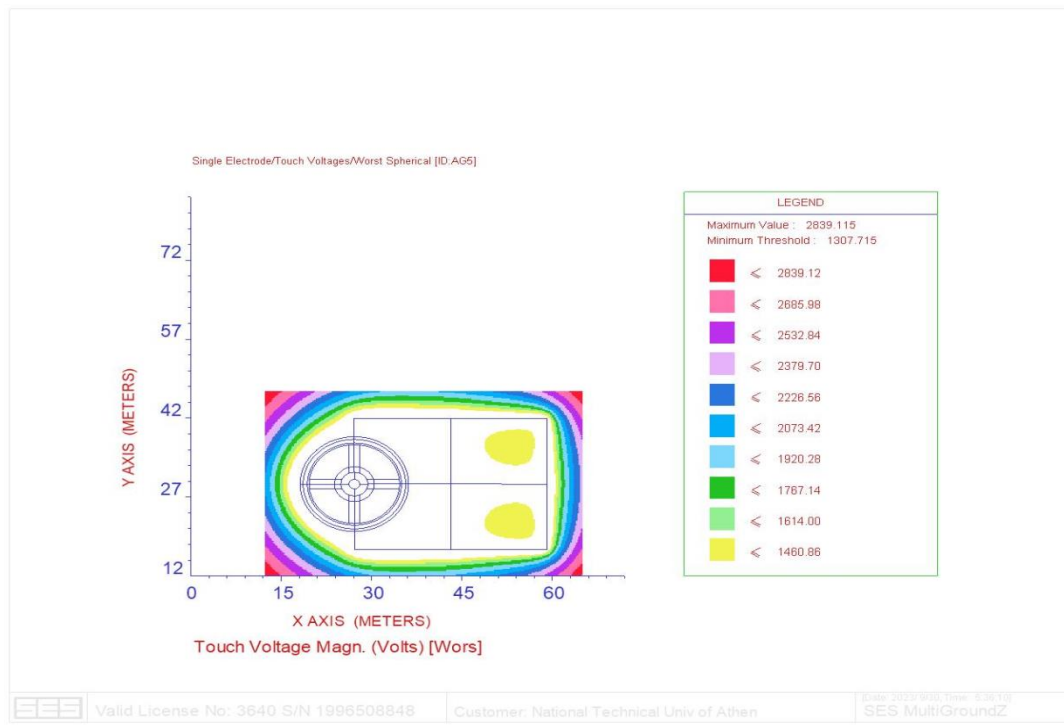 Single Electrode/Touch Voltages/Worst Spherical [ID:AG5]
LEGEND
Maximum Value : 2839.115
Minimum Threshold : 1307.715
≤ 2839.12
≤ 2685.98
≤ 2532.84
≤ 2379.70
≤ 2226.56
≤ 2073.42
≤ 1920.28
≤ 1767.14
≤ 1614.00
≤ 1460.86
Y AXIS (METERS)
72
57
42
27
12
0 15 30 45 60
X AXIS (METERS)
Touch Voltage Magn. (Volts) [Wors]
SES Valid License No: 3640 S/N 1996508848 Customer: National Technical Univ of Athen
SES MultiGroundZ